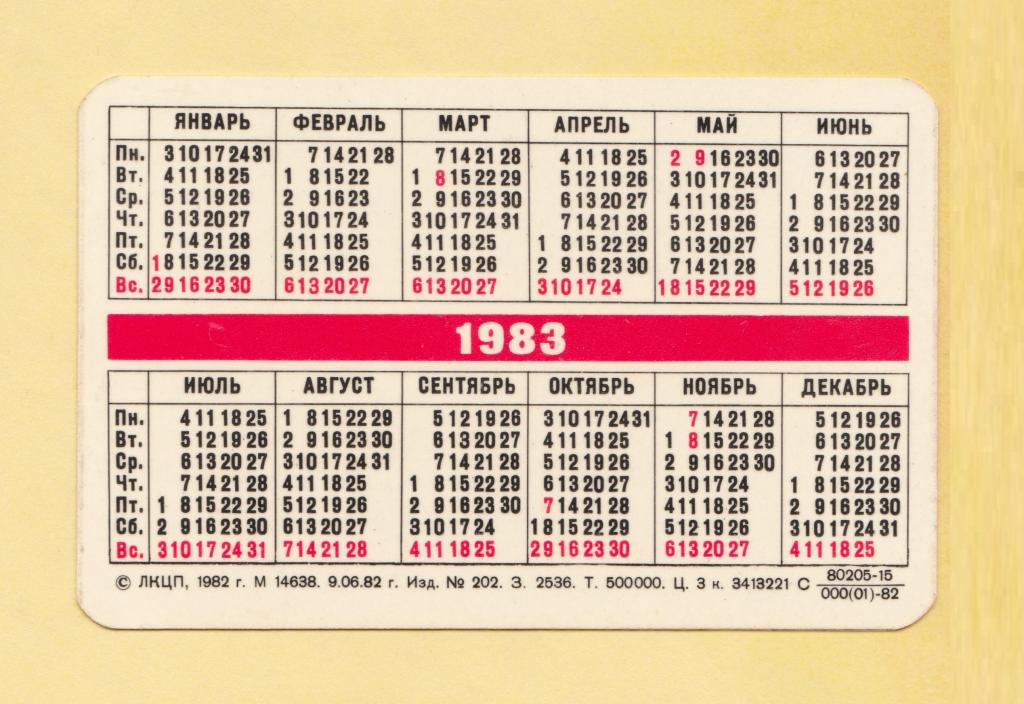 ЯНВАРЬ ФЕВРАЛЬ МАРТ АПРЕЛЬ МАЙ ИЮНЬ
Пн. 3 10 17 24 31 7 14 21 28 7 14 21 28 4 11 18 25 2 9 16 23 30 6 13 20 27
Вт. 4 11 18 25 1 8 15 22 1 8 15 22 29 5 12 19 26 3 10 17 24 31 7 14 21 28
Ср. 5 12 19 26 2 9 16 23 2 9 16 23 30 6 13 20 27 4 11 18 25 1 8 15 22 29
Чт. 6 13 20 27 3 10 17 24 3 10 17 24 31 7 14 21 28 5 12 19 26 2 9 16 23 30
Пт. 7 14 21 28 4 11 18 25 4 11 18 25 1 8 15 22 29 6 13 20 27 3 10 17 24
Сб. 1 8 15 22 29 5 12 19 26 5 12 19 26 2 9 16 23 30 7 14 21 28 4 11 18 25
Вс. 2 9 16 23 30 6 13 20 27 6 13 20 27 3 10 17 24 1 8 15 22 29 5 12 19 26
1983
ИЮЛЬ АВГУСТ СЕНТЯБРЬ ОКТЯБРЬ НОЯБРЬ ДЕКАБРЬ
Пн. 4 11 18 25 1 8 15 22 29 5 12 19 26 3 10 17 24 31 7 14 21 28 5 12 19 26
Вт. 5 12 19 26 2 9 16 23 30 6 13 20 27 4 11 18 25 1 8 15 22 29 6 13 20 27
Ср. 6 13 20 27 3 10 17 24 31 7 14 21 28 5 12 19 26 2 9 16 23 30 7 14 21 28
Чт. 7 14 21 28 4 11 18 25 1 8 15 22 29 6 13 20 27 3 10 17 24 1 8 15 22 29
Пт. 1 8 15 22 29 5 12 19 26 2 9 16 23 30 7 14 21 28 4 11 18 25 2 9 16 23 30
Сб. 2 9 16 23 30 6 13 20 27 3 10 17 24 1 8 15 22 29 5 12 19 26 3 10 17 24 31
Вс. 3 10 17 24 31 7 14 21 28 4 11 18 25 2 9 16 23 30 6 13 20 27 4 11 18 25
© ЛКЦП, 1982 г. М 14638. 9.06.82 г. Изд. № 202. З. 2536. Т. 500000. Ц. 3 к. 3413221 С 80205-15
000(01)-82